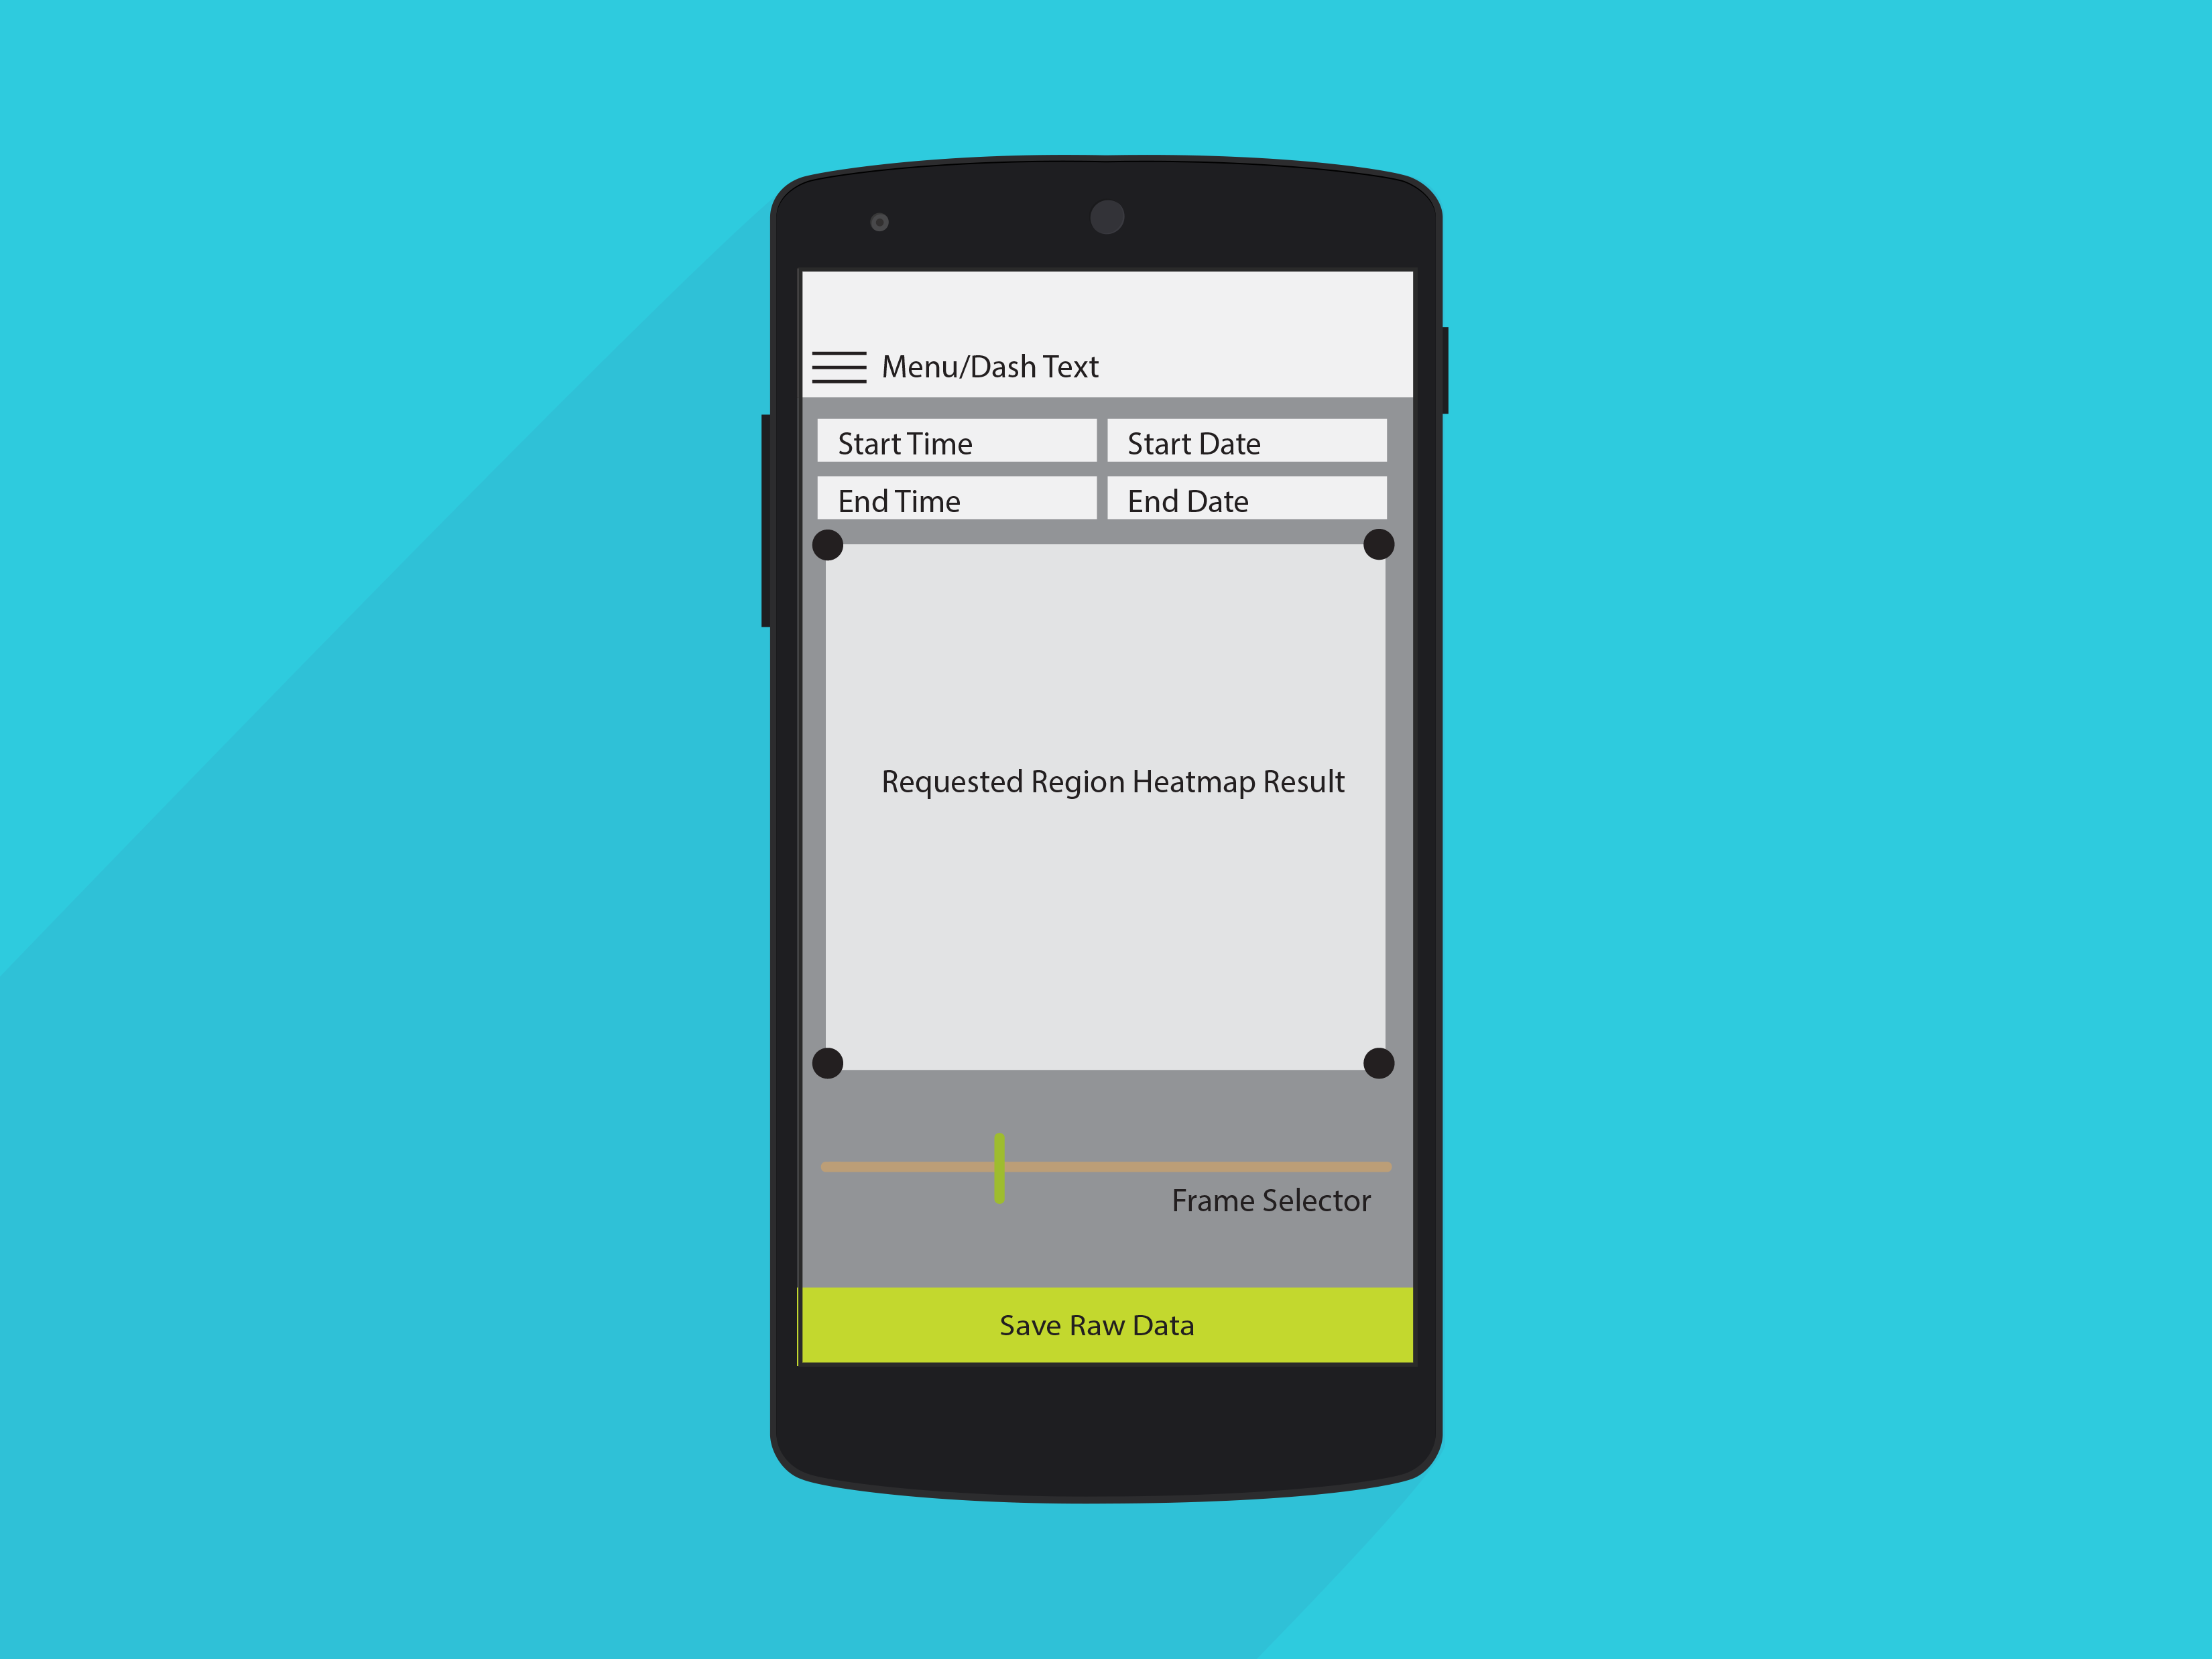 Menu/Dash Text
Start Time
Start Date
End Time
End Date
Requested Region Heatmap Result
Frame Selector
Save Raw Data